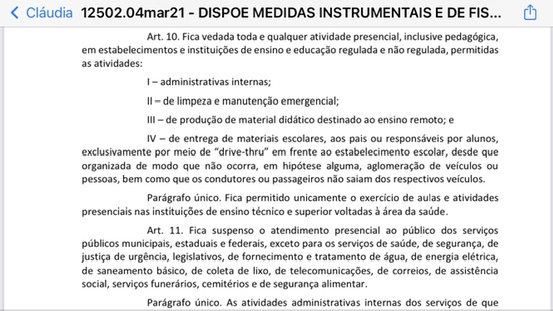 Cláudia 12502.04mar21 - DISPOE MEDIDAS INSTRUMENTAIS E DE FIS...
Art. 10. Fica vedada toda e qualquer atividade presencial, inclusive pedagógica,
em estabelecimentos e instituições de ensino e educação regulada e não regulada, permitidas
as atividades:
I – administrativas internas;
II – de limpeza e manutenção emergencial;
III – de produção de material didático destinado ao ensino remoto; e
IV – de entrega de materiais escolares, aos pais ou responsáveis por alunos,
exclusivamente por meio de “drive-thru” em frente ao estabelecimento escolar, desde que
organizada de modo que não ocorra, em hipótese alguma, aglomeração de veículos ou
pessoas, bem como que os condutores ou passageiros não saiam dos respectivos veículos.
Parágrafo único. Fica permitido unicamente o exercício de aulas e atividades
presenciais nas instituições de ensino técnico e superior voltadas à área da saúde.
Art. 11. Fica suspenso o atendimento presencial ao público dos serviços
públicos municipais, estaduais e federais, exceto para os serviços de saúde, de segurança, de
justiça de urgência, legislativos, de fornecimento e tratamento de água, de energia elétrica,
de saneamento básico, de coleta de lixo, de telecomunicações, de correios, de assistência
social, serviços funerários, cemitérios e de segurança alimentar.
Parágrafo único. As atividades administrativas internas dos serviços de que